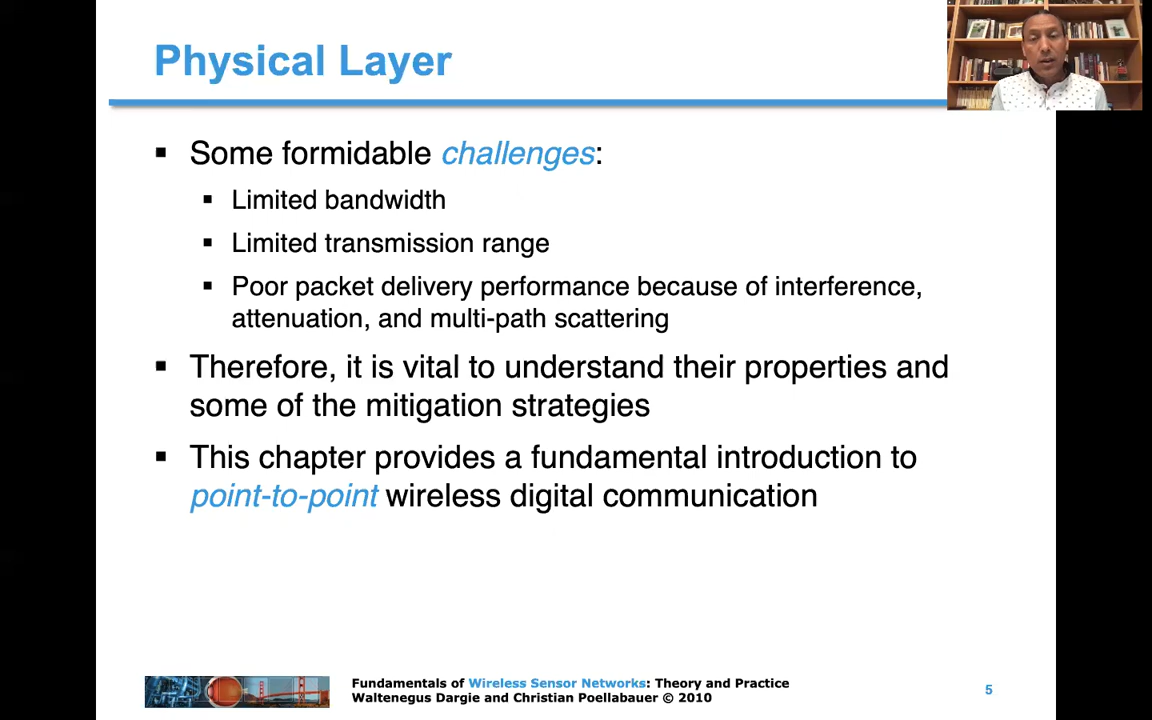 Physical Layer
Some formidable challenges:
Limited bandwidth
Limited transmission range
Poor packet delivery performance because of interference,
attenuation, and multi-path scattering
Therefore, it is vital to understand their properties and
some of the mitigation strategies
This chapter provides a fundamental introduction to
point-to-point wireless digital communication
Fundamentals of Wireless Sensor Networks: Theory and Practice
Waltenegus Dargie and Christian Poellabauer © 2010
5